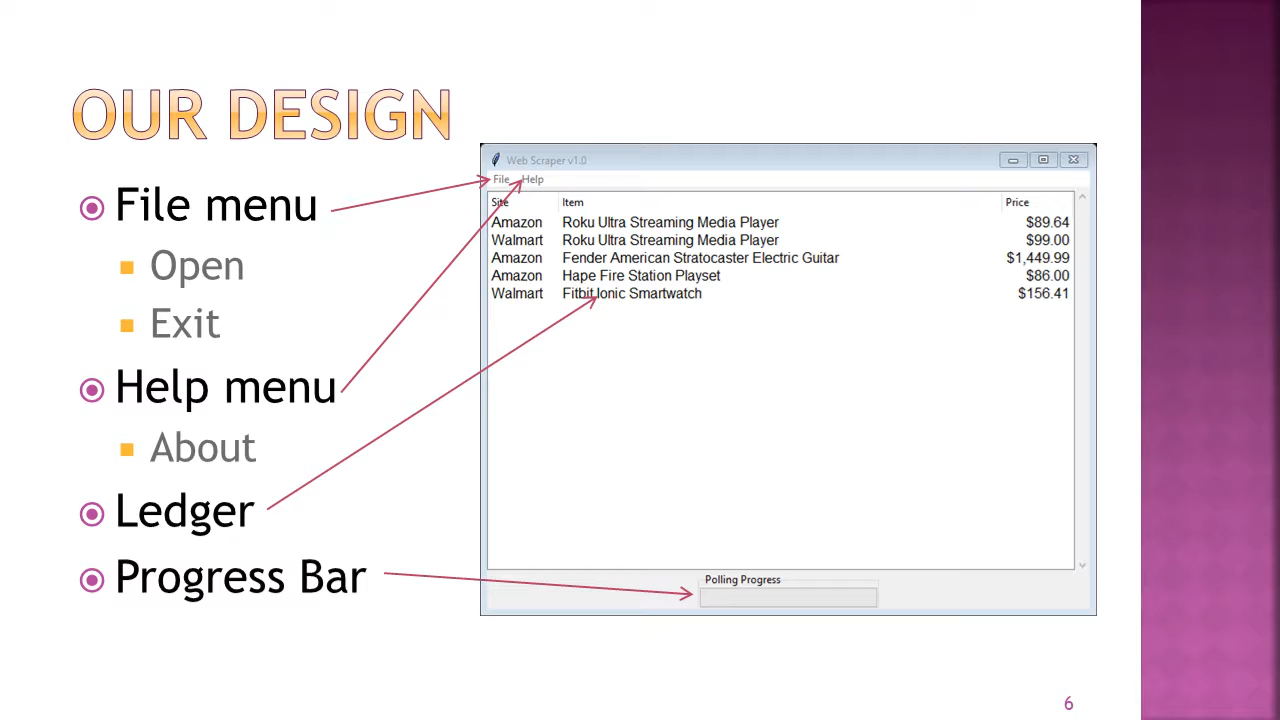 OUR DESIGN
File menu
Open
Exit
Help menu
About
Ledger
Progress Bar
Web Scraper v1.0
File Help
Site Item Price
Amazon Roku Ultra Streaming Media Player $89.64
Walmart Roku Ultra Streaming Media Player $99.00
Amazon Fender American Stratocaster Electric Guitar $1,449.99
Amazon Hape Fire Station Playset $86.00
Walmart Fitbit Ionic Smartwatch $156.41
Polling Progress
6